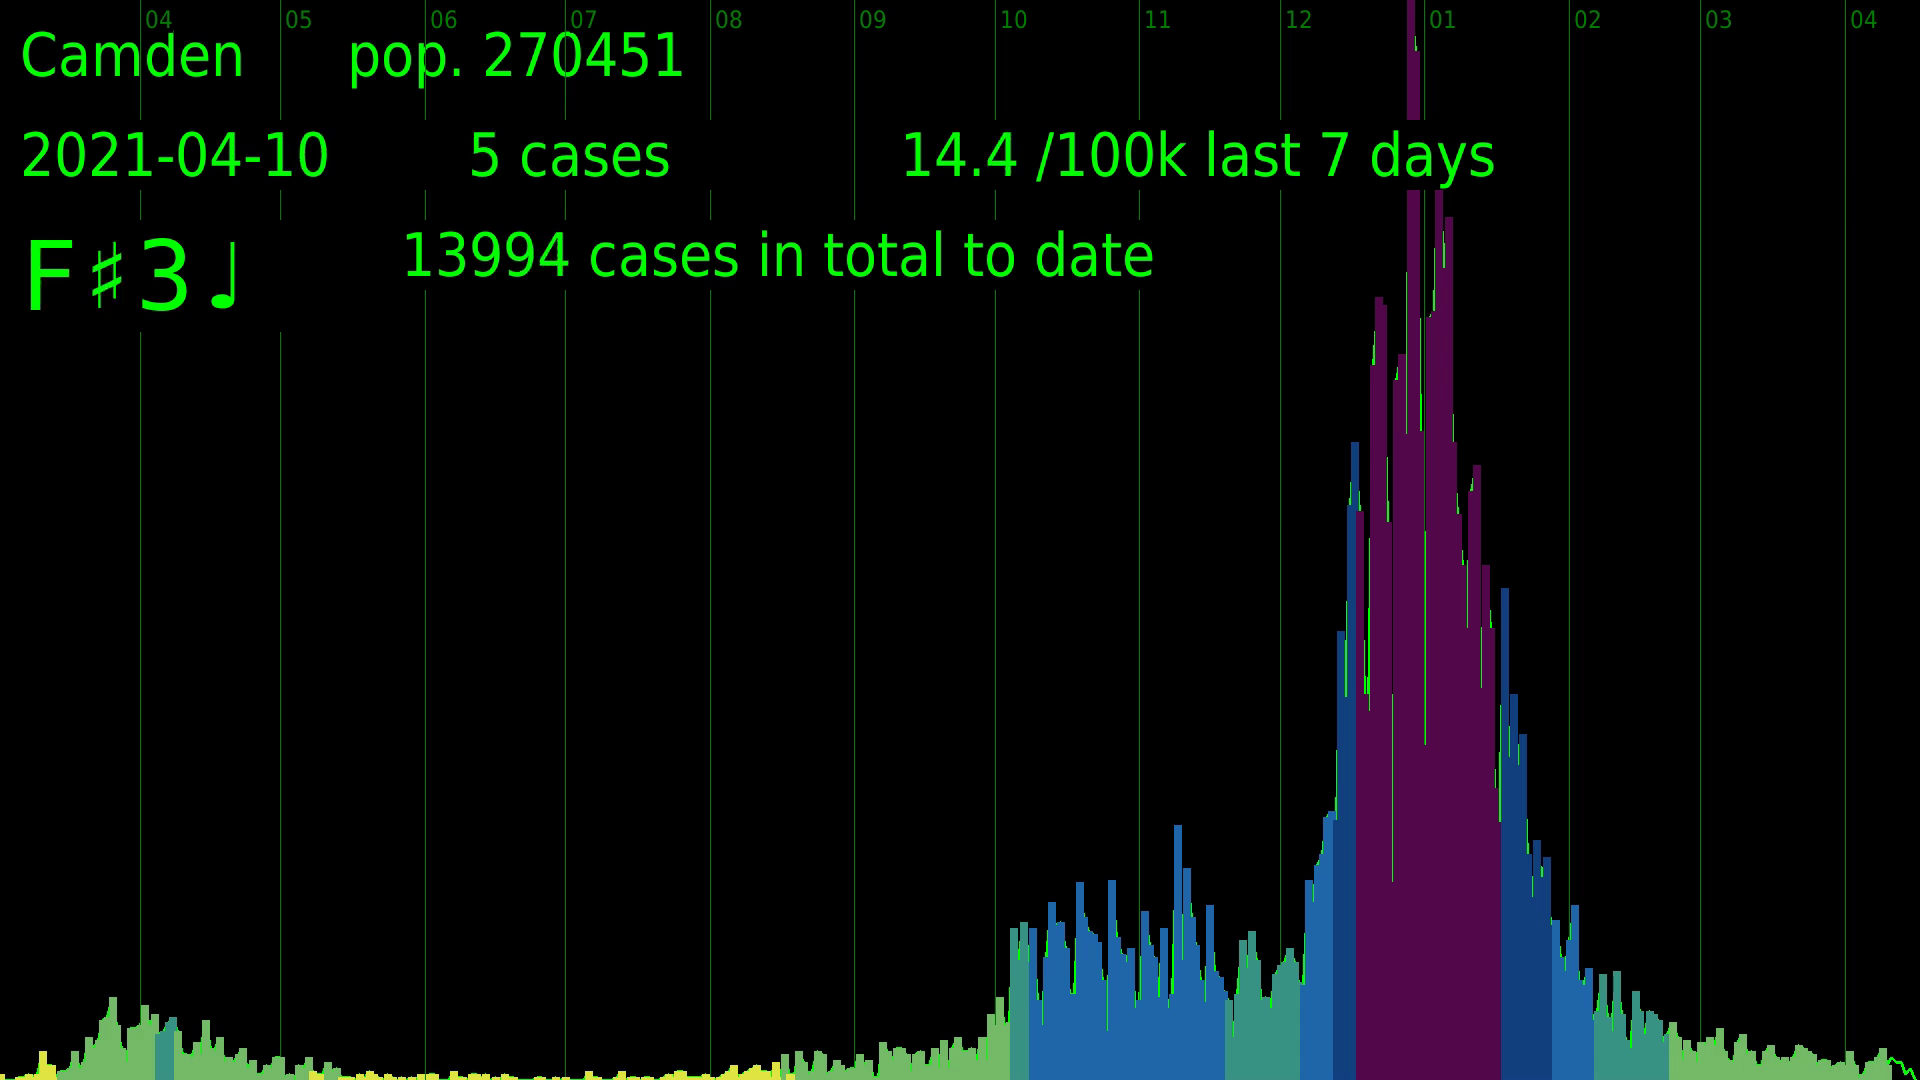 04 05 06 07 08 09 10 11 12 01 02 03 04
Camden pop. 270451
2021-04-10 5 cases 14.4 /100k last 7 days
F♯3♩ 13994 cases in total to date